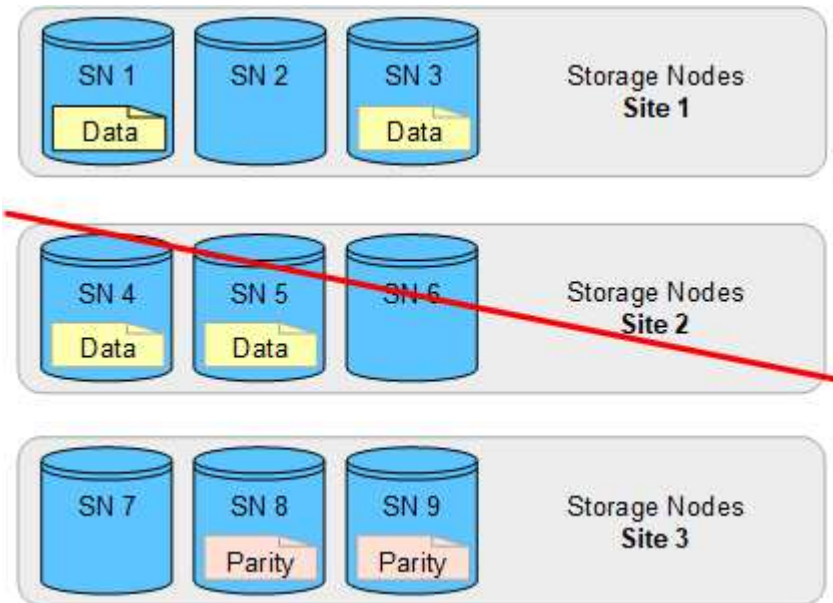 SN 1 SN 2 SN 3 Storage Nodes
Site 1
Data Data
SN 4 SN 5 SN 6 Storage Nodes
Site 2
Data Data
SN 7 SN 8 SN 9 Storage Nodes
Site 3
Parity Parity